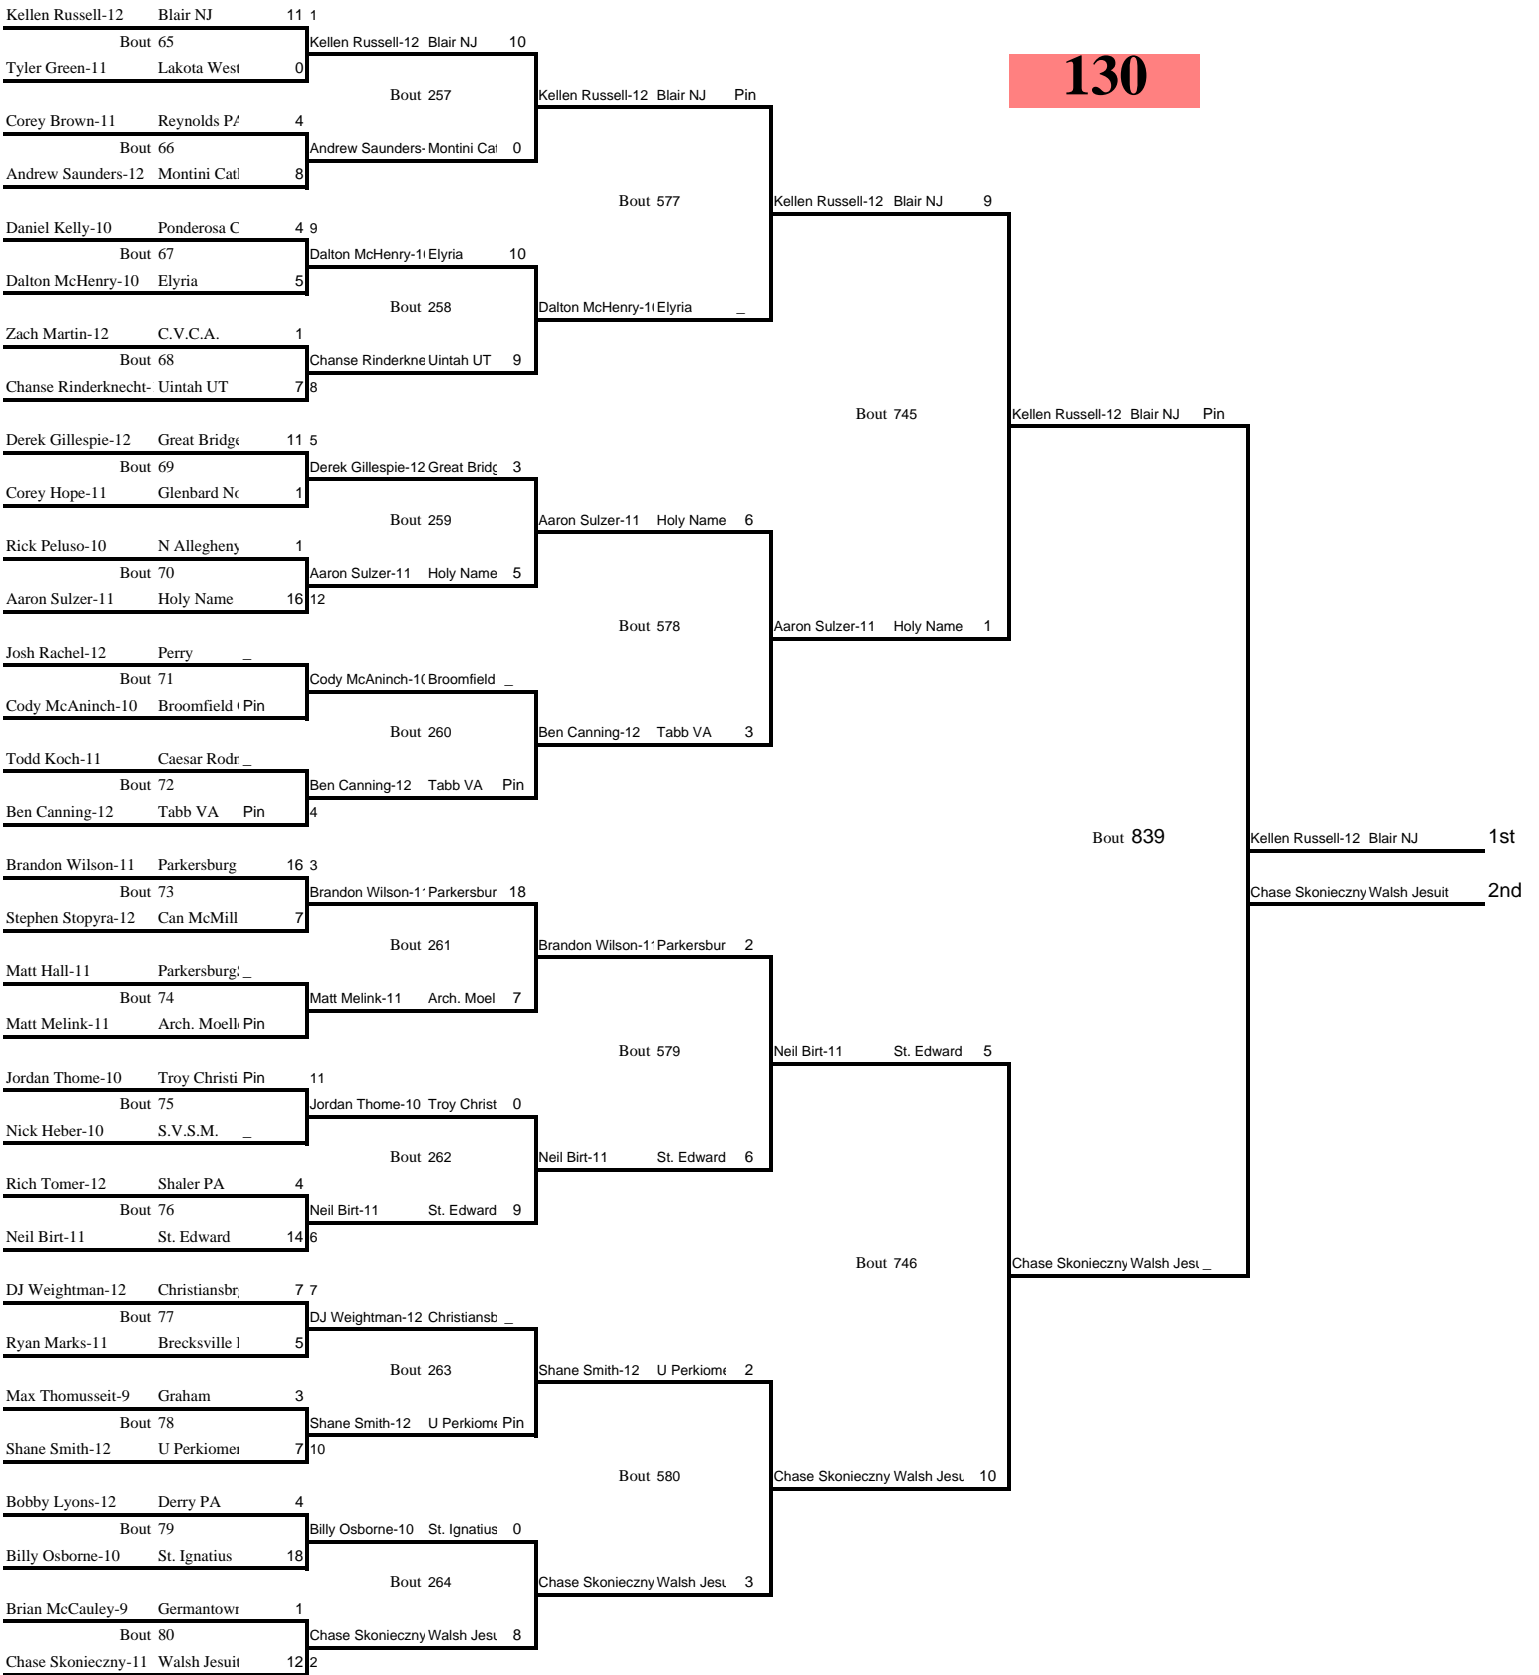 Kellen Russell-12 Blair NJ 11 1
Bout 65
Kellen Russell-12 Blair NJ 10
Tyler Green-11 Lakota West 0
130
Bout 257
Kellen Russell-12 Blair NJ Pin
Corey Brown-11 Reynolds PA 4
Bout 66
Andrew Saunders- Montini Cat 0
Andrew Saunders-12 Montini Cat 8
Bout 577
Kellen Russell-12 Blair NJ 9
Daniel Kelly-10 Ponderosa C 4 9
Bout 67
Dalton McHenry-10 Elyria 10
Dalton McHenry-10 Elyria 5
Bout 258
Dalton McHenry-10 Elyria _
Zach Martin-12 C.V.C.A. 1
Bout 68
Chanse Rinderkne Uintah UT 9
Chanse Rinderknecht- Uintah UT 7 8
Bout 745
Kellen Russell-12 Blair NJ Pin
Derek Gillespie-12 Great Bridge 11 5
Bout 69
Derek Gillespie-12 Great Bridg 3
Corey Hope-11 Glenbard No 1
Bout 259
Aaron Sulzer-11 Holy Name 6
Rick Peluso-10 N Allegheny 1
Bout 70
Aaron Sulzer-11 Holy Name 5
Aaron Sulzer-11 Holy Name 16 12
Bout 578
Aaron Sulzer-11 Holy Name 1
Josh Rachel-12 Perry _
Bout 71
Cody McAninch-10 Broomfield _
Cody McAninch-10 Broomfield Pin
Bout 260
Ben Canning-12 Tabb VA 3
Todd Koch-11 Caesar Rodr _
Bout 72
Ben Canning-12 Tabb VA Pin
Ben Canning-12 Tabb VA Pin 4
Bout 839
Kellen Russell-12 Blair NJ 1st
Brandon Wilson-11 Parkersburg 16 3
Bout 73
Brandon Wilson-11 Parkersbur 18
Chase Skonieczny Walsh Jesuit 2nd
Stephen Stopyra-12 Can McMill 7
Bout 261
Brandon Wilson-11 Parkersbur 2
Matt Hall-11 ParkersburgS _
Bout 74
Matt Melink-11 Arch. Moel 7
Matt Melink-11 Arch. Moell Pin
Bout 579
Neil Birt-11 St. Edward 5
Jordan Thome-10 Troy Christi Pin 11
Bout 75
Jordan Thome-10 Troy Christ 0
Nick Heber-10 S.V.S.M. _
Bout 262
Neil Birt-11 St. Edward 6
Rich Tomer-12 Shaler PA 4
Bout 76
Neil Birt-11 St. Edward 9
Neil Birt-11 St. Edward 14 6
Bout 746
Chase Skonieczny Walsh Jesu _
DJ Weightman-12 Christiansbr 7 7
Bout 77
DJ Weightman-12 Christiansb _
Ryan Marks-11 Brecksville 5
Bout 263
Shane Smith-12 U Perkiome 2
Max Thomusseit-9 Graham 3
Bout 78
Shane Smith-12 U Perkiome Pin
Shane Smith-12 U Perkiomen 7 10
Bout 580
Chase Skonieczny Walsh Jesu 10
Bobby Lyons-12 Derry PA 4
Bout 79
Billy Osborne-10 St. Ignatius 0
Billy Osborne-10 St. Ignatius 18
Bout 264
Chase Skonieczny Walsh Jesu 3
Brian McCauley-9 Germantown 1
Bout 80
Chase Skonieczny Walsh Jesu 8
Chase Skonieczny-11 Walsh Jesuit 12 2